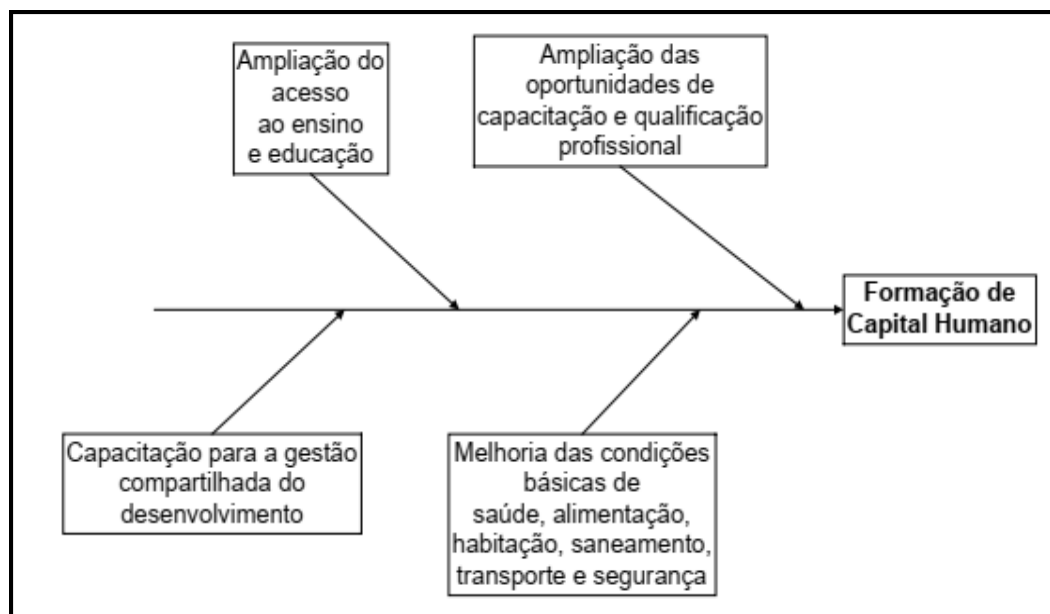 Ampliação do
acesso
ao ensino
e educação
Ampliação das
oportunidades de
capacitação e qualificação
profissional
Formação de
Capital Humano
Capacitação para a gestão
compartilhada do
desenvolvimento
Melhoria das condições
básicas de
saúde, alimentação,
habitação, saneamento,
transporte e segurança